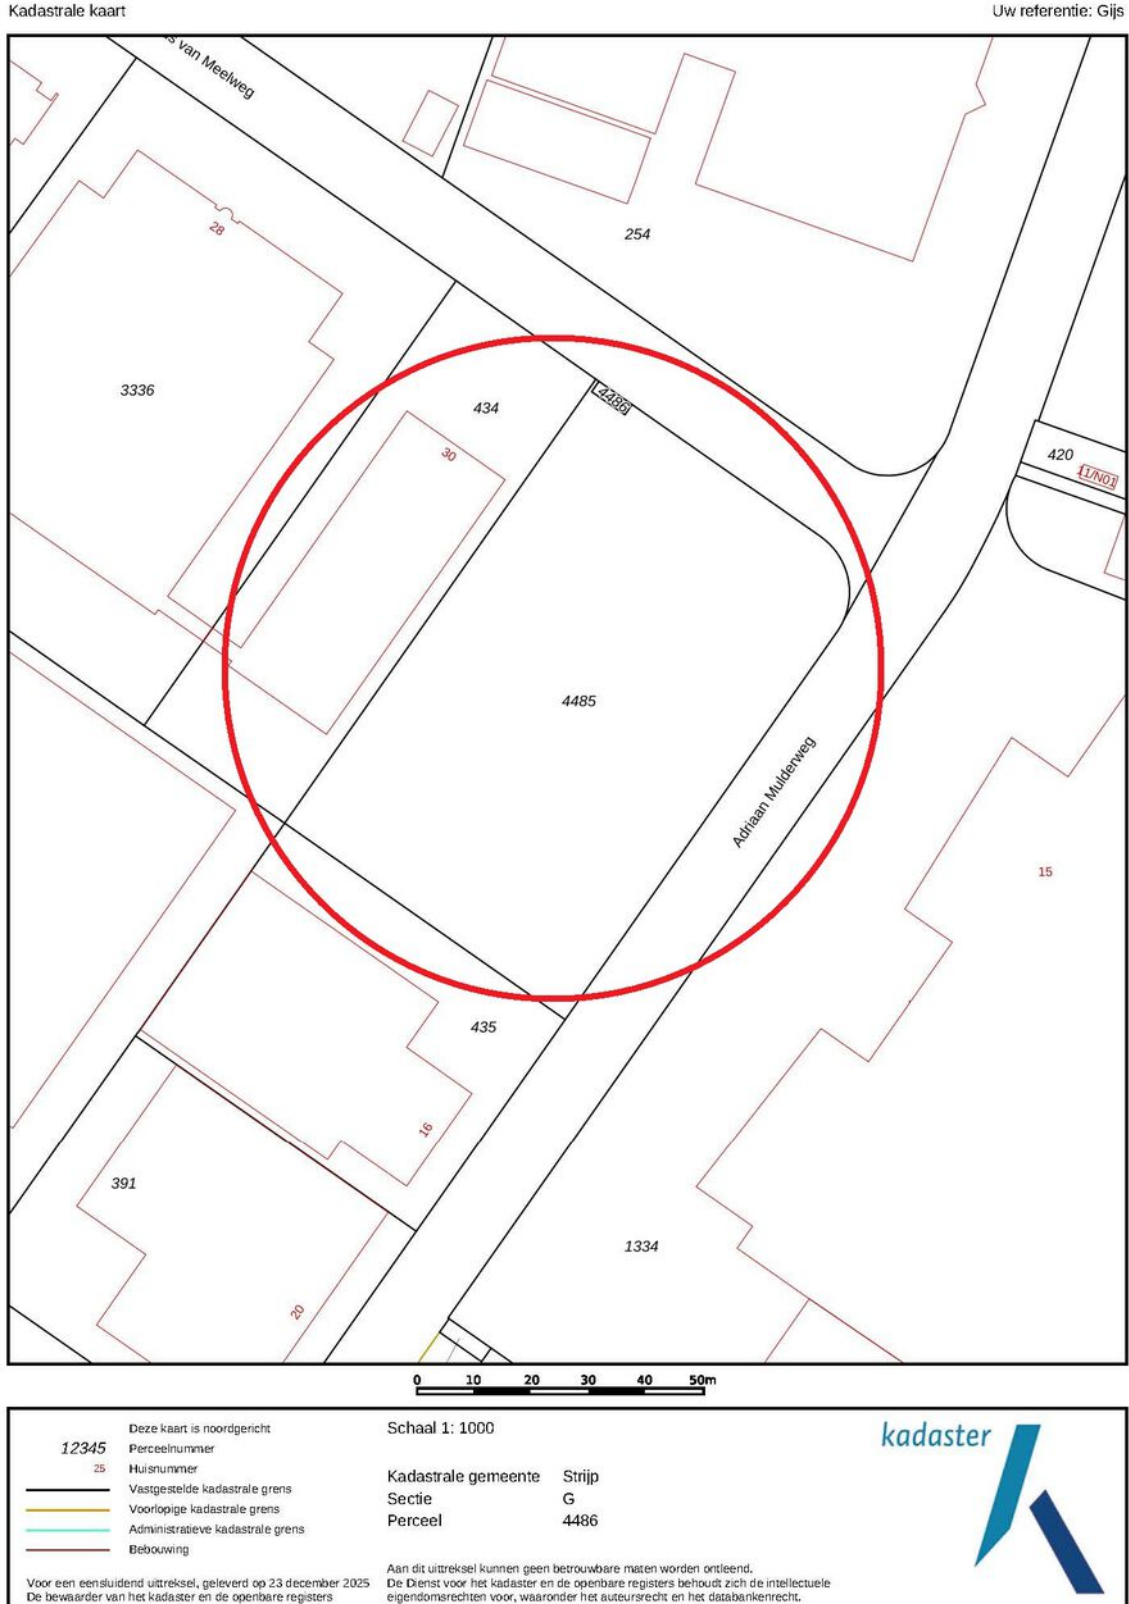 Kadastrale kaart
Uw referentie: Gijs
s van Meelweg
28
254
3336
434
4486
30
420
11/N01
4485
Adriaan Mulderweg
15
435
16
391
1334
20
0 10 20 30 40 50m
Deze kaart is noordgericht
12345 Perceelnummer
25 Huisnummer
Vastgestelde kadastrale grens
Voorlopige kadastrale grens
Administratieve kadastrale grens
Bebouwing
Voor een eensluidend uittreksel, geleverd op 23 december 2025
De bewaarder van het kadaster en de openbare registers
Schaal 1: 1000
Kadastrale gemeente Strijp
Sectie G
Perceel 4486
Aan dit uittreksel kunnen geen betrouwbare maten worden ontleend.
De Dienst voor het kadaster en de openbare registers behoudt zich de intellectuele
eigendomsrechten voor, waaronder het auteursrecht en het databankenrecht.
kadaster